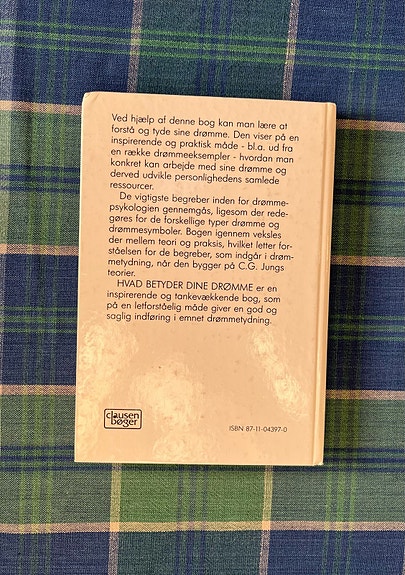 Ved hjælp af denne bog kan man lære at
forstå og tyde sine drømme. Den viser på en
inspirerende og praktisk måde - bl.a. ud fra
en række drømmeeksempler - hvordan man
konkret kan arbejde med sine drømme og
derved udvikle personlighedens samlede
ressourcer.
De vigtigste begreber inden for drømme-
psykologien gennemgås, ligesom der rede-
gøres for de forskellige typer drømme og
drømmesymboler. Bogen igennem veksles
der mellem teori og praksis, hvilket letter for-
ståelsen for de begreber, som indgår i drøm-
metydning, når den bygger på C.G. Jungs
teorier.
HVAD BETYDER DINE DRØMME er en
inspirerende og tankevækkende bog, som
på en letforståelig måde giver en god og
saglig indføring i emnet drømmetydning.
clausen
bøger
ISBN 87-11-04397-0